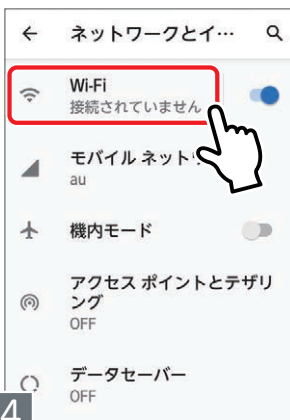 ネットワークとイ…
Wi-Fi
接続されていません
モバイル ネット
au
機内モード
アクセス ポイントとテザリ
ング
OFF
データセーバー
OFF
4